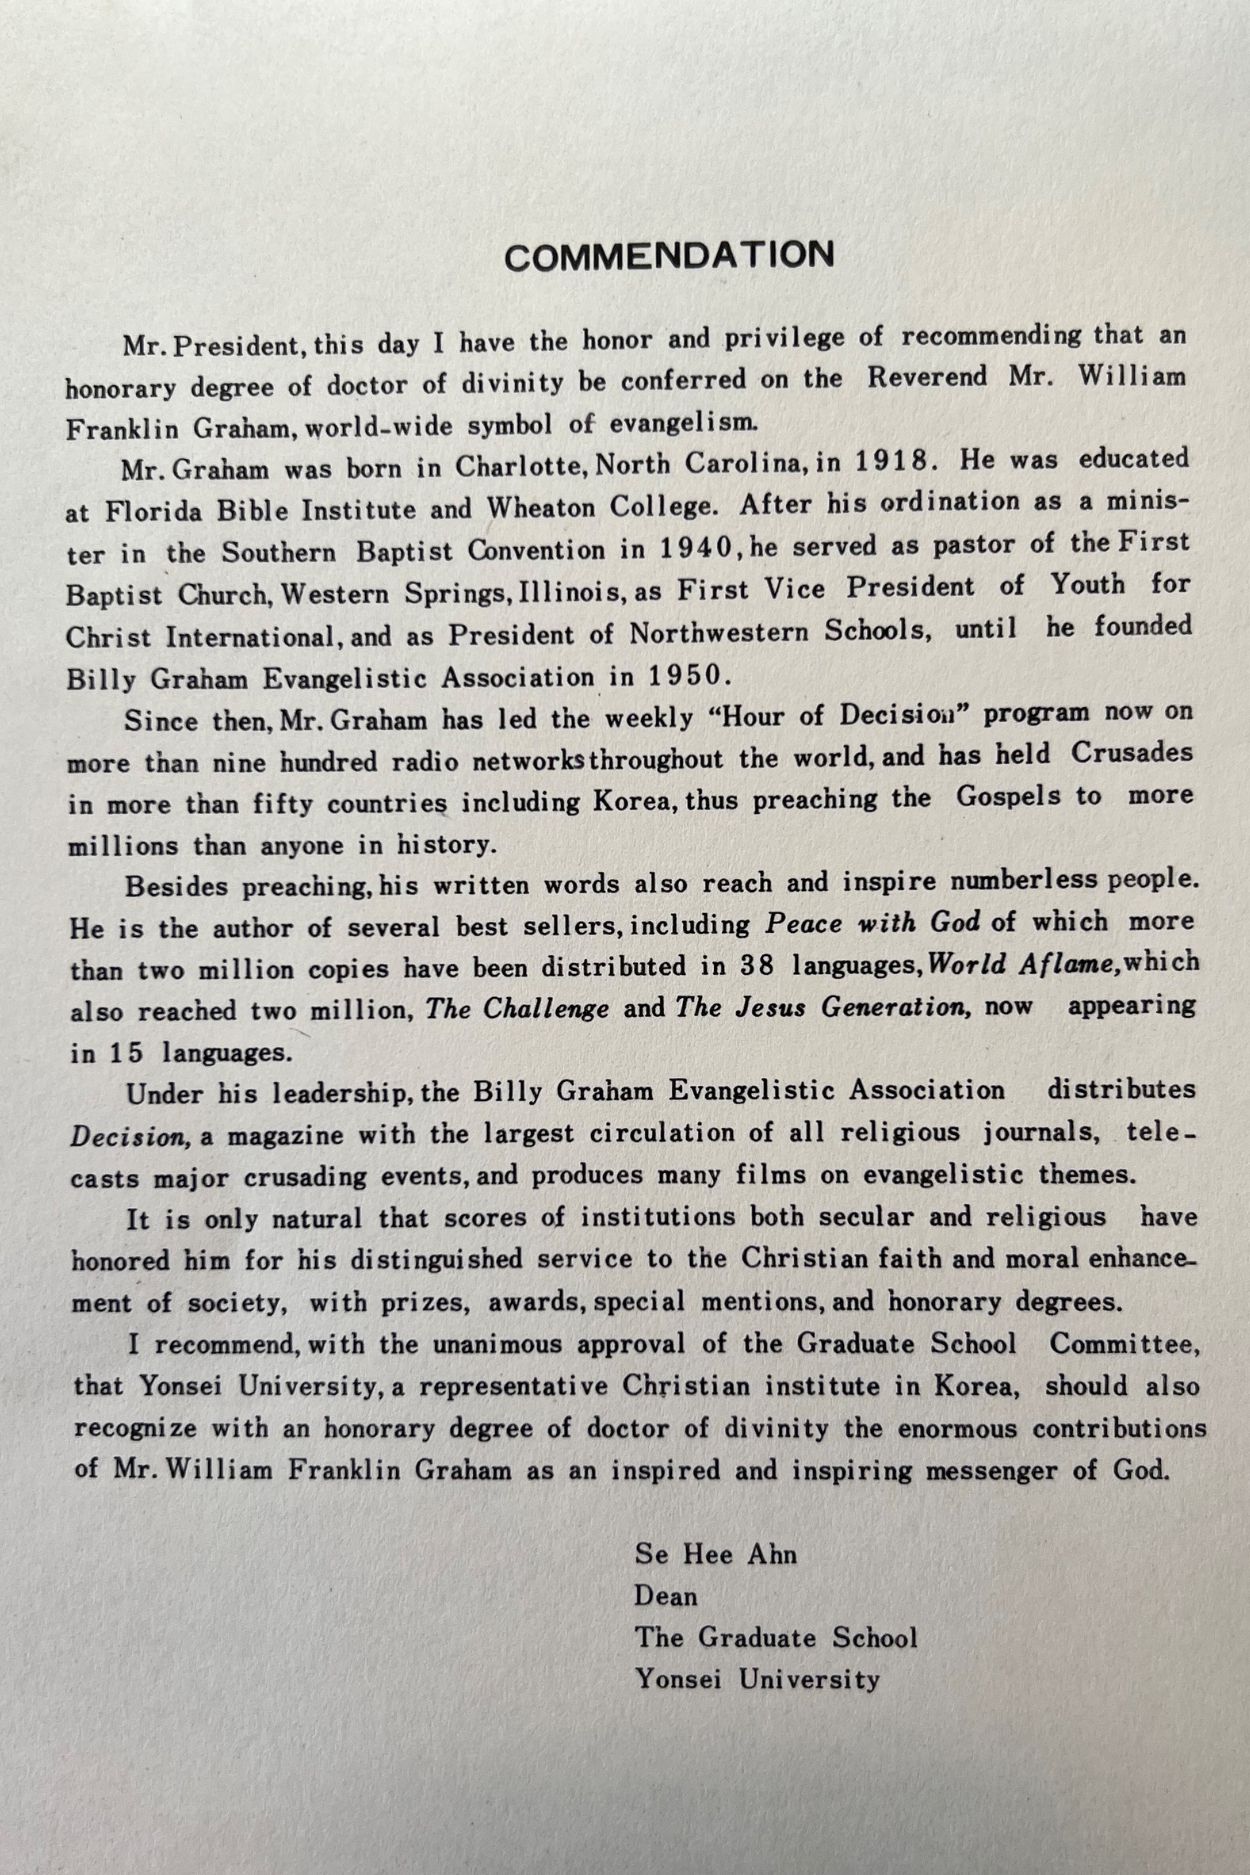 COMMENDATION
Mr. President, this day I have the honor and privilege of recommending that an
honorary degree of doctor of divinity be conferred on the Reverend Mr. William
Franklin Graham, world-wide symbol of evangelism.
Mr. Graham was born in Charlotte, North Carolina, in 1918. He was educated
at Florida Bible Institute and Wheaton College. After his ordination as a minis-
ter in the Southern Baptist Convention in 1940, he served as pastor of the First
Baptist Church, Western Springs, Illinois, as First Vice President of Youth for
Christ International, and as President of Northwestern Schools, until he founded
Billy Graham Evangelistic Association in 1950.
Since then, Mr. Graham has led the weekly “Hour of Decision” program now on
more than nine hundred radio networks throughout the world, and has held Crusades
in more than fifty countries including Korea, thus preaching the Gospels to more
millions than anyone in history.
Besides preaching, his written words also reach and inspire numberless people.
He is the author of several best sellers, including Peace with God of which more
than two million copies have been distributed in 38 languages, World Aflame, which
also reached two million, The Challenge and The Jesus Generation, now appearing
in 15 languages.
Under his leadership, the Billy Graham Evangelistic Association distributes
Decision, a magazine with the largest circulation of all religious journals, tele-
casts major crusading events, and produces many films on evangelistic themes.
It is only natural that scores of institutions both secular and religious have
honored him for his distinguished service to the Christian faith and moral enhance-
ment of society, with prizes, awards, special mentions, and honorary degrees.
I recommend, with the unanimous approval of the Graduate School Committee,
that Yonsei University, a representative Christian institute in Korea, should also
recognize with an honorary degree of doctor of divinity the enormous contributions
of Mr. William Franklin Graham as an inspired and inspiring messenger of God.
Se Hee Ahn
Dean
The Graduate School
Yonsei University